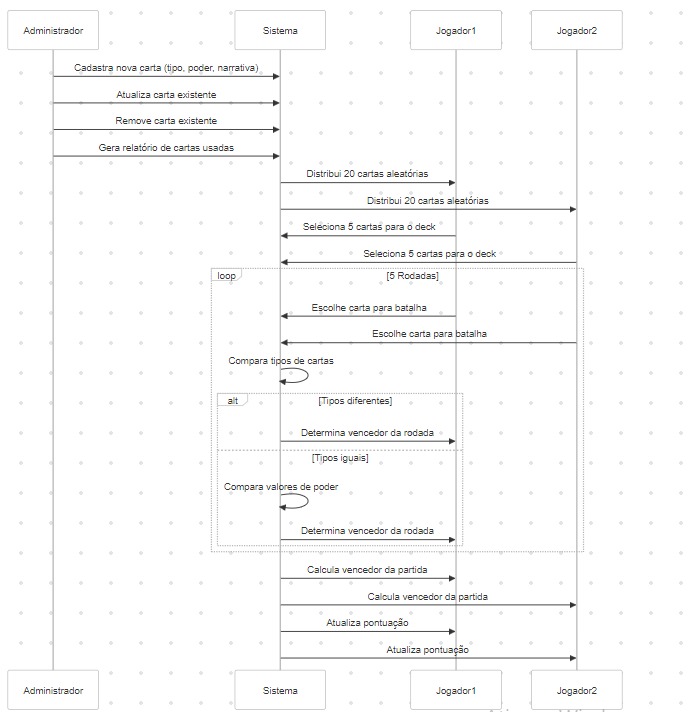 Administrador Sistema Jogador1 Jogador2
Cadastra nova carta (tipo, poder, narrativa)
Atualiza carta existente
Remove carta existente
Gera relatório de cartas usadas
Distribui 20 cartas aleatórias
Distribui 20 cartas aleatórias
Seleciona 5 cartas para o deck
Seleciona 5 cartas para o deck
loop [5 Rodadas]
Escolhe carta para batalha
Escolhe carta para batalha
Compara tipos de cartas
alt [Tipos diferentes]
Determina vencedor da rodada
[Tipos iguais]
Compara valores de poder
Determina vencedor da rodada
Calcula vencedor da partida
Calcula vencedor da partida
Atualiza pontuação
Atualiza pontuação
Administrador Sistema Jogador1 Jogador2